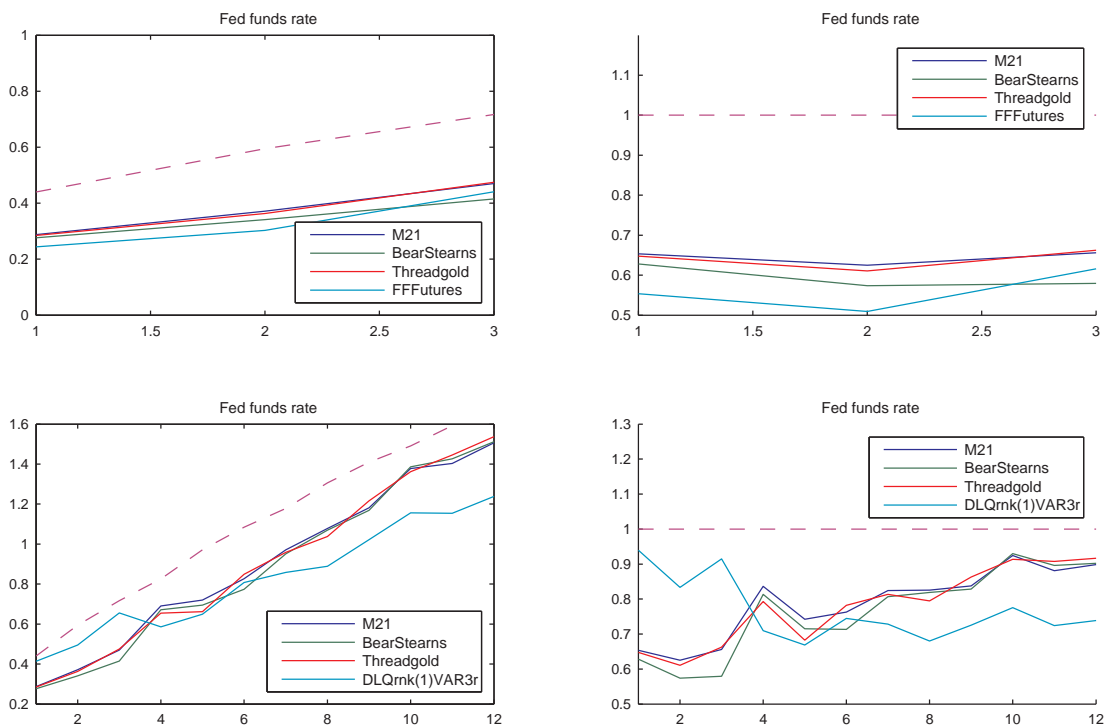 Fed funds rate
1
0.8
0.6
0.4
0.2
0
1
1.5
2
2.5
3
M21
BearStearns
Threadgold
FFFutures
Fed funds rate
1.1
1
0.9
0.8
0.7
0.6
0.5
1
1.5
2
2.5
3
M21
BearStearns
Threadgold
FFFutures
Fed funds rate
1.6
1.4
1.2
1
0.8
0.6
0.4
0.2
2
4
6
8
10
12
M21
BearStearns
Threadgold
DLQrnk(1)VAR3r
Fed funds rate
1.3
1.2
1.1
1
0.9
0.8
0.7
0.6
0.5
2
4
6
8
10
12
M21
BearStearns
Threadgold
DLQrnk(1)VAR3r